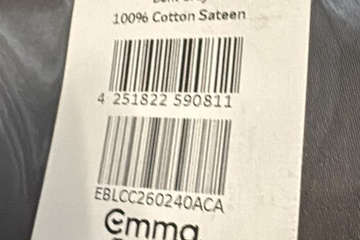 100% Cotton Sateen
4 251822 590811
EBLCC260240ACA
emma